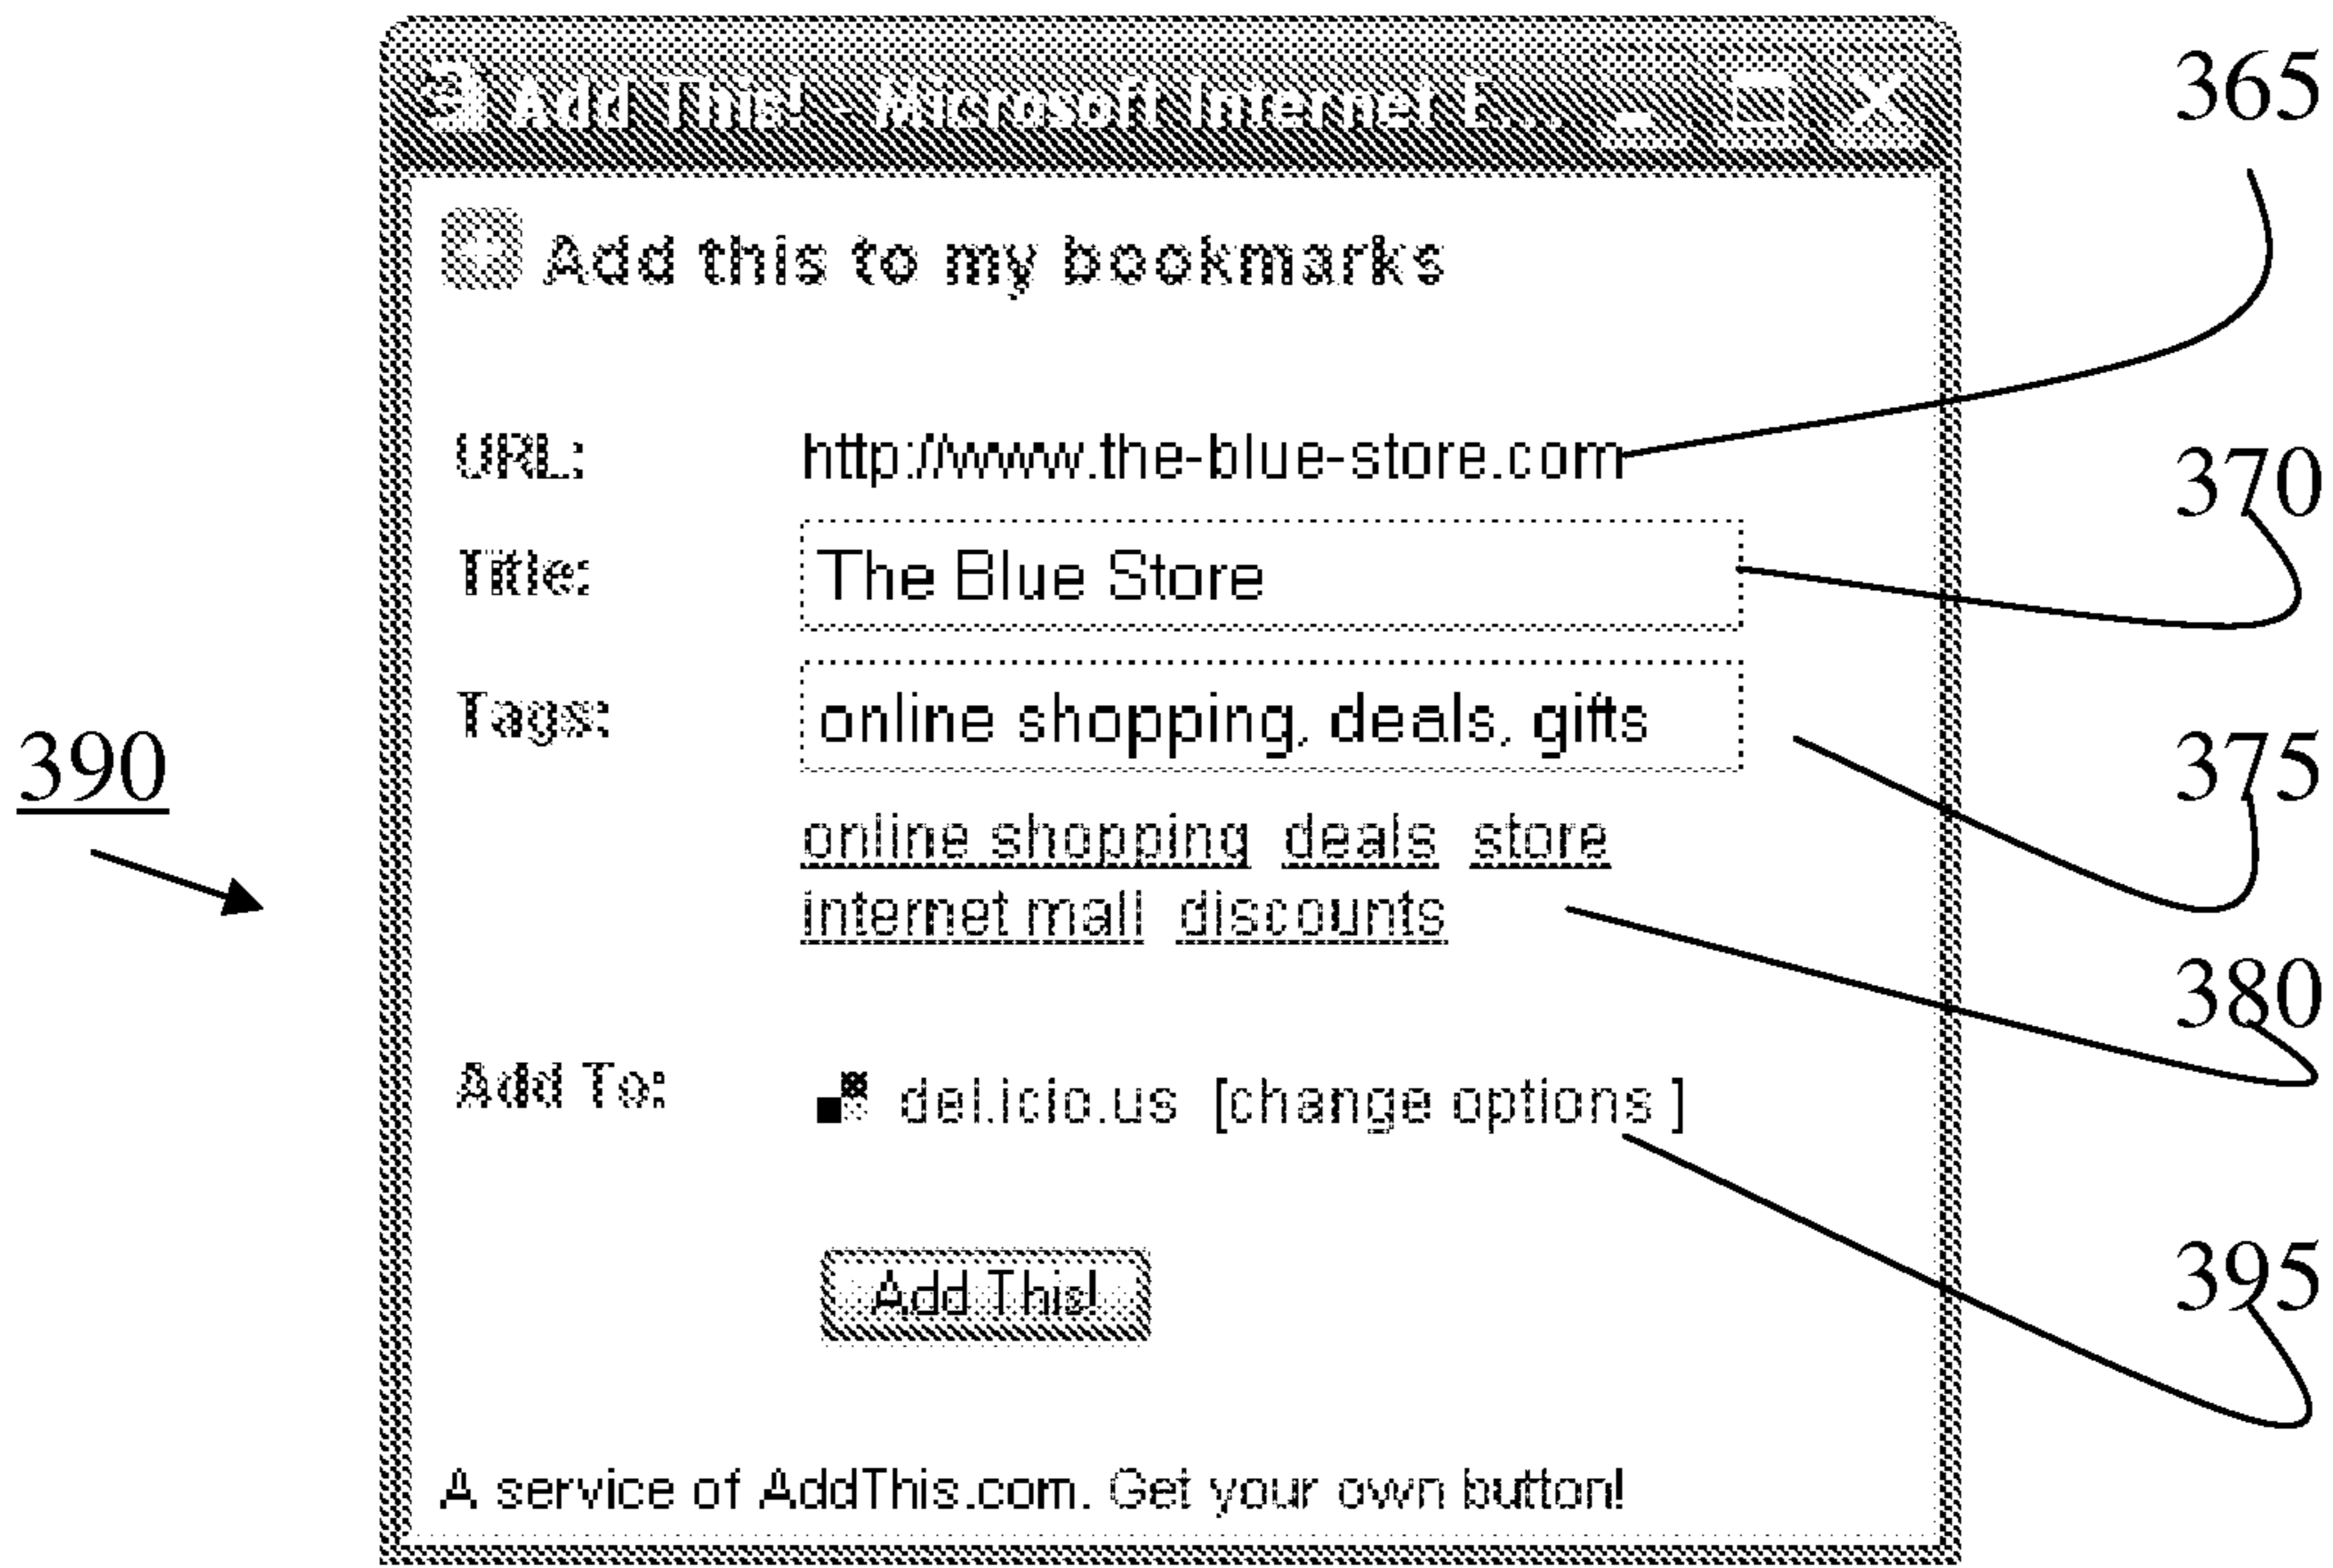 Add This! - Microsoft Internet E...
365
Add this to my bookmarks
URL: http://www.the-blue-store.com
370
Title: The Blue Store
Tags: online shopping, deals, gifts
375
390
online shopping deals store
internet mall discounts
380
Add To: del.icio.us [change options]
395
Add This!
A service of AddThis.com. Get your own button!